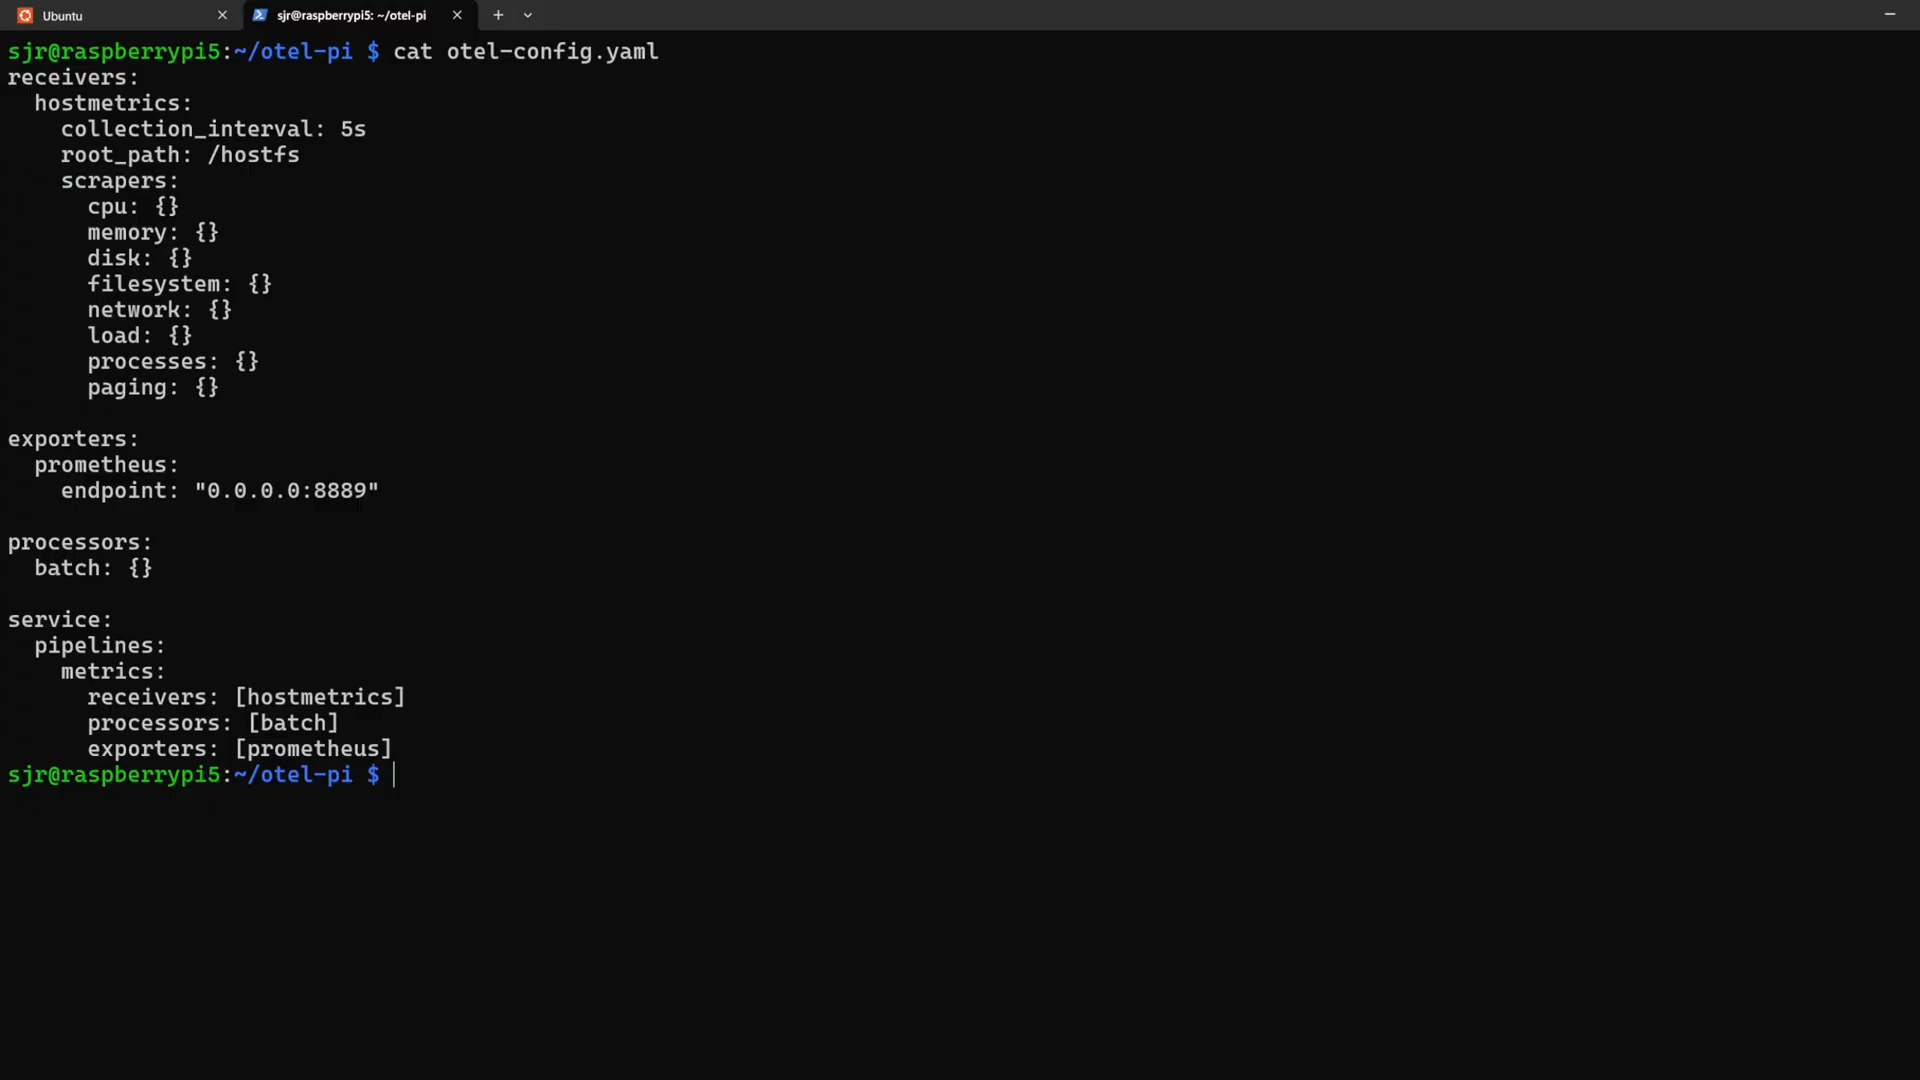 Ubuntu
sjr@raspberrypi5: ~/otel-pi
sjr@raspberrypi5:~/otel-pi $ cat otel-config.yaml
receivers:
  hostmetrics:
    collection_interval: 5s
    root_path: /hostfs
    scrapers:
      cpu: {}
      memory: {}
      disk: {}
      filesystem: {}
      network: {}
      load: {}
      processes: {}
      paging: {}

exporters:
  prometheus:
    endpoint: "0.0.0.0:8889"

processors:
  batch: {}

service:
  pipelines:
    metrics:
      receivers: [hostmetrics]
      processors: [batch]
      exporters: [prometheus]
sjr@raspberrypi5:~/otel-pi $